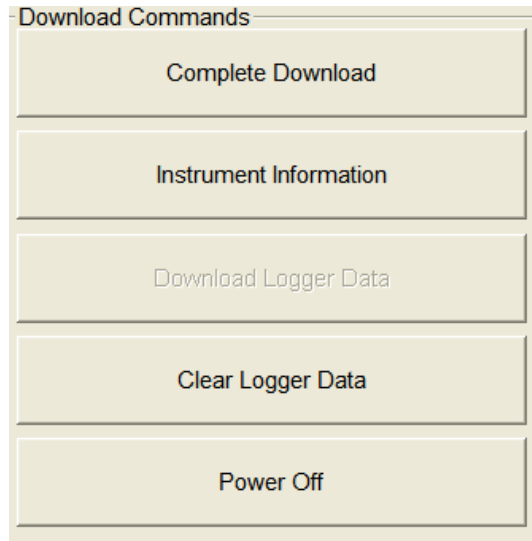 Download Commands
Complete Download
Instrument Information
Download Logger Data
Clear Logger Data
Power Off